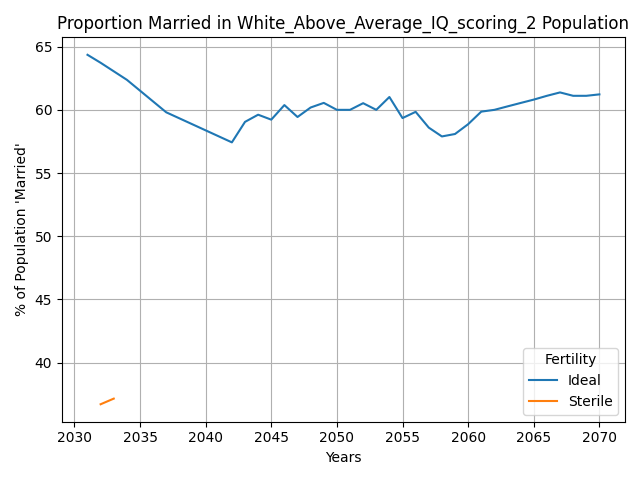 Proportion Married in White_Above_Average_IQ_scoring_2 Population
% of Population 'Married'
65
60
55
50
45
40
Fertility
Ideal
Sterile
2030 2035 2040 2045 2050 2055 2060 2065 2070
Years